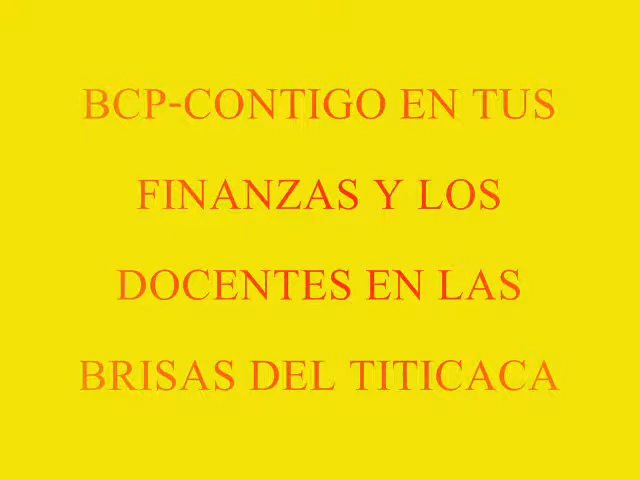 BCP-CONTIGO EN TUS
FINANZAS Y LOS
DOCENTES EN LAS
BRISAS DEL TITICACA